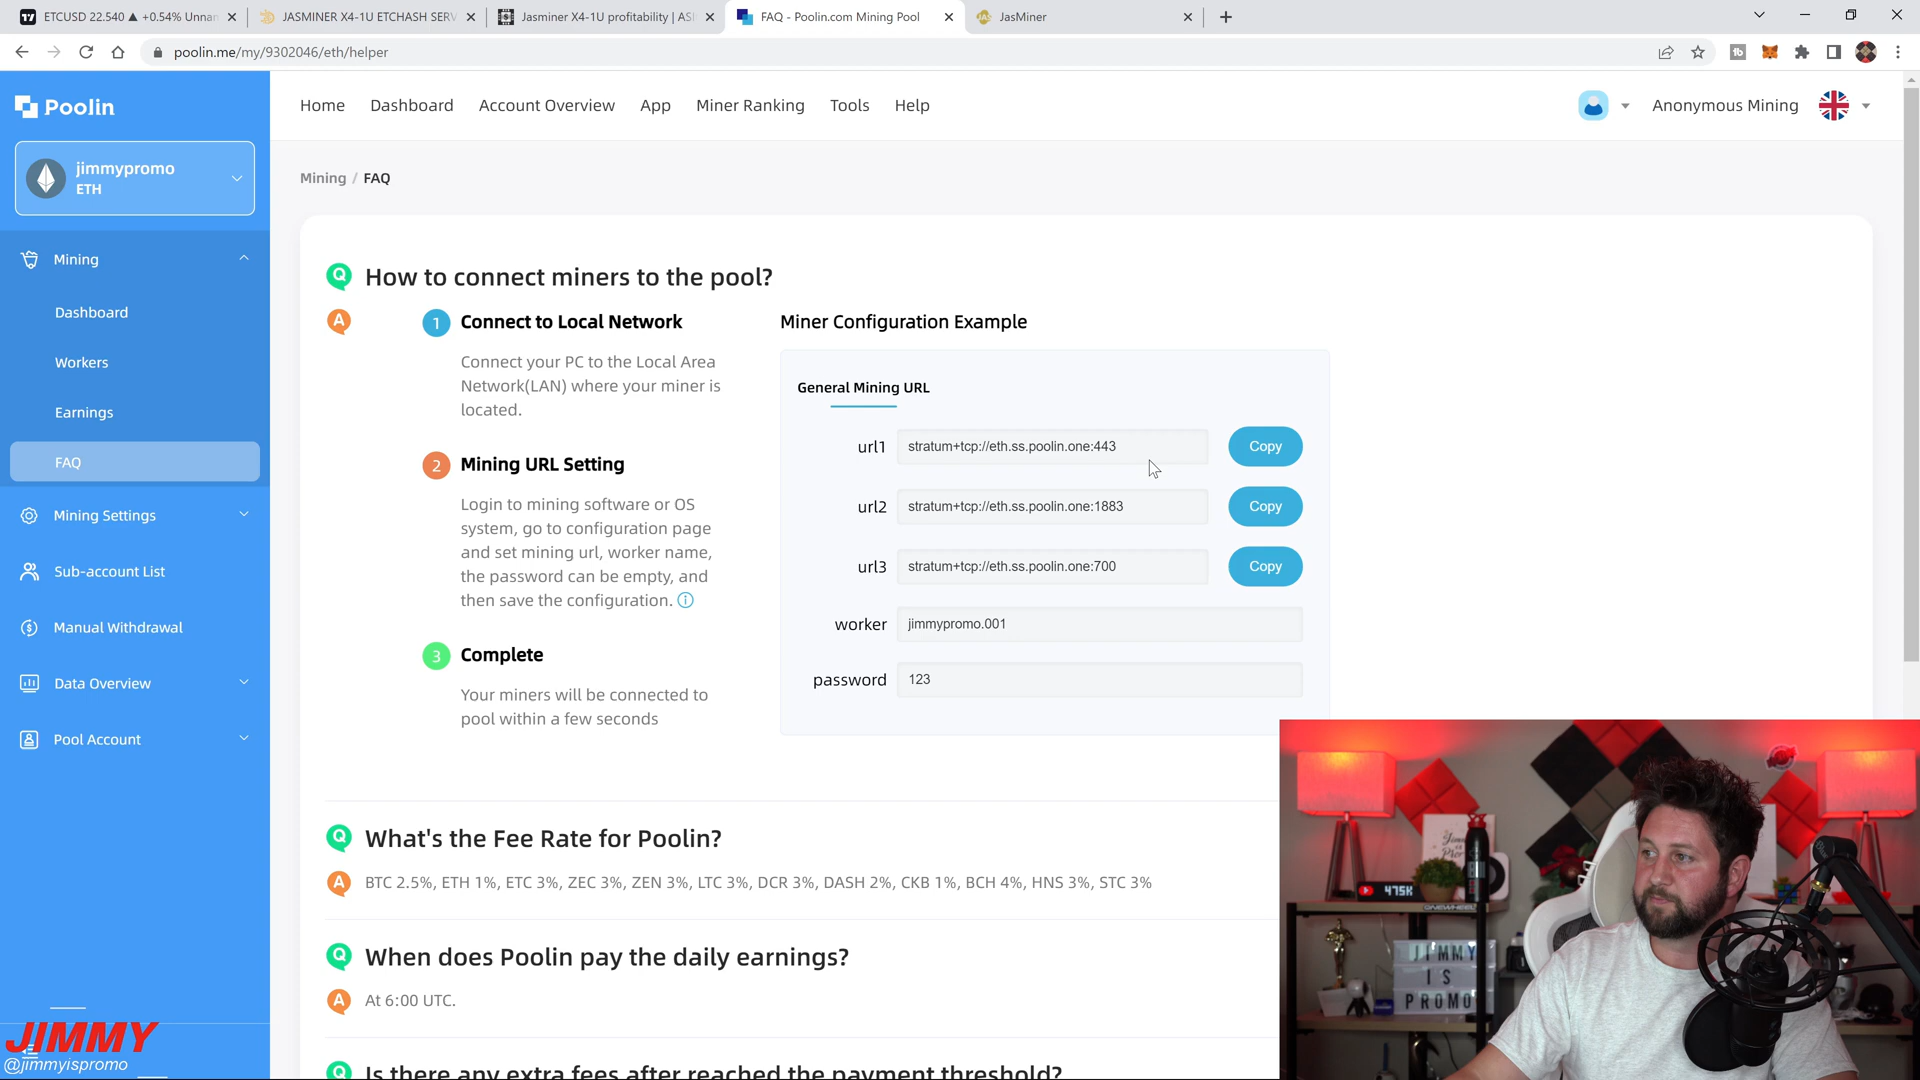 ETCUSD 22.540 ▲ +0.54% Unnan
JASMINER X4-1U ETCHASH SERV
Jasminer X4-1U profitability | ASI
FAQ - Poolin.com Mining Pool
JasMiner
poolin.me/my/9302046/eth/helper
Poolin
Home Dashboard Account Overview App Miner Ranking Tools Help
Anonymous Mining
jimmypromo
ETH
Mining / FAQ
Mining
Dashboard
Workers
Earnings
FAQ
Mining Settings
Sub-account List
Manual Withdrawal
Data Overview
Pool Account
Q How to connect miners to the pool?
A
1 Connect to Local Network
Connect your PC to the Local Area
Network(LAN) where your miner is
located.
2 Mining URL Setting
Login to mining software or OS
system, go to configuration page
and set mining url, worker name,
the password can be empty, and
then save the configuration.
3 Complete
Your miners will be connected to
pool within a few seconds
Miner Configuration Example
General Mining URL
url1 stratum+tcp://eth.ss.poolin.one:443 Copy
url2 stratum+tcp://eth.ss.poolin.one:1883 Copy
url3 stratum+tcp://eth.ss.poolin.one:700 Copy
worker jimmypromo.001
password 123
Q What's the Fee Rate for Poolin?
A BTC 2.5%, ETH 1%, ETC 3%, ZEC 3%, ZEN 3%, LTC 3%, DCR 3%, DASH 2%, CKB 1%, BCH 4%, HNS 3%, STC 3%
Q When does Poolin pay the daily earnings?
A At 6:00 UTC.
Q Is there any extra fees after reached the payment threshold?
JIMMY
@jimmyispromo
475K
ONEWHEEL
JIMMY
IS
PROMO